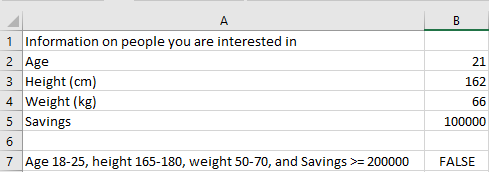 A B
1 Information on people you are interested in
2 Age 21
3 Height (cm) 162
4 Weight (kg) 66
5 Savings 100000
6
7 Age 18-25, height 165-180, weight 50-70, and Savings >= 200000 FALSE